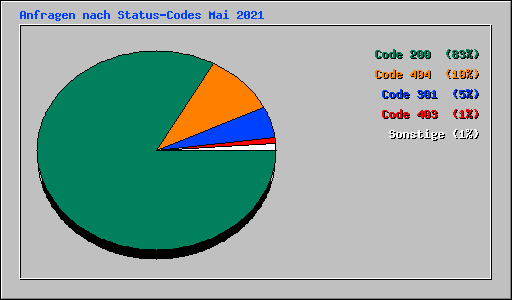 Anfragen nach Status-Codes Mai 2021
Code 200 (83%)
Code 404 (10%)
Code 301 (5%)
Code 403 (1%)
Sonstige (1%)